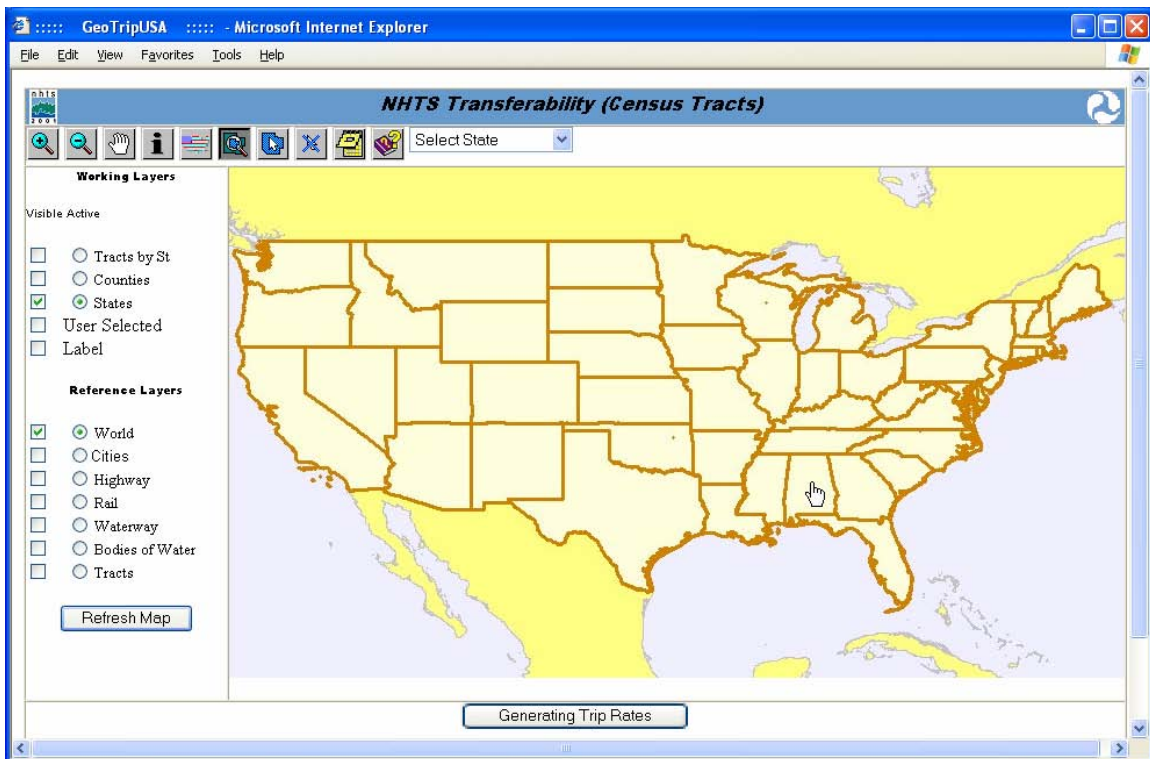 ::::: GeoTripUSA ::::: - Microsoft Internet Explorer
File Edit View Favorites Tools Help
nhts
2001
NHTS Transferability (Census Tracts)
Select State
Working Layers
Visible Active
Tracts by St
Counties
States
User Selected
Label
Reference Layers
World
Cities
Highway
Rail
Waterway
Bodies of Water
Tracts
Refresh Map
Generating Trip Rates